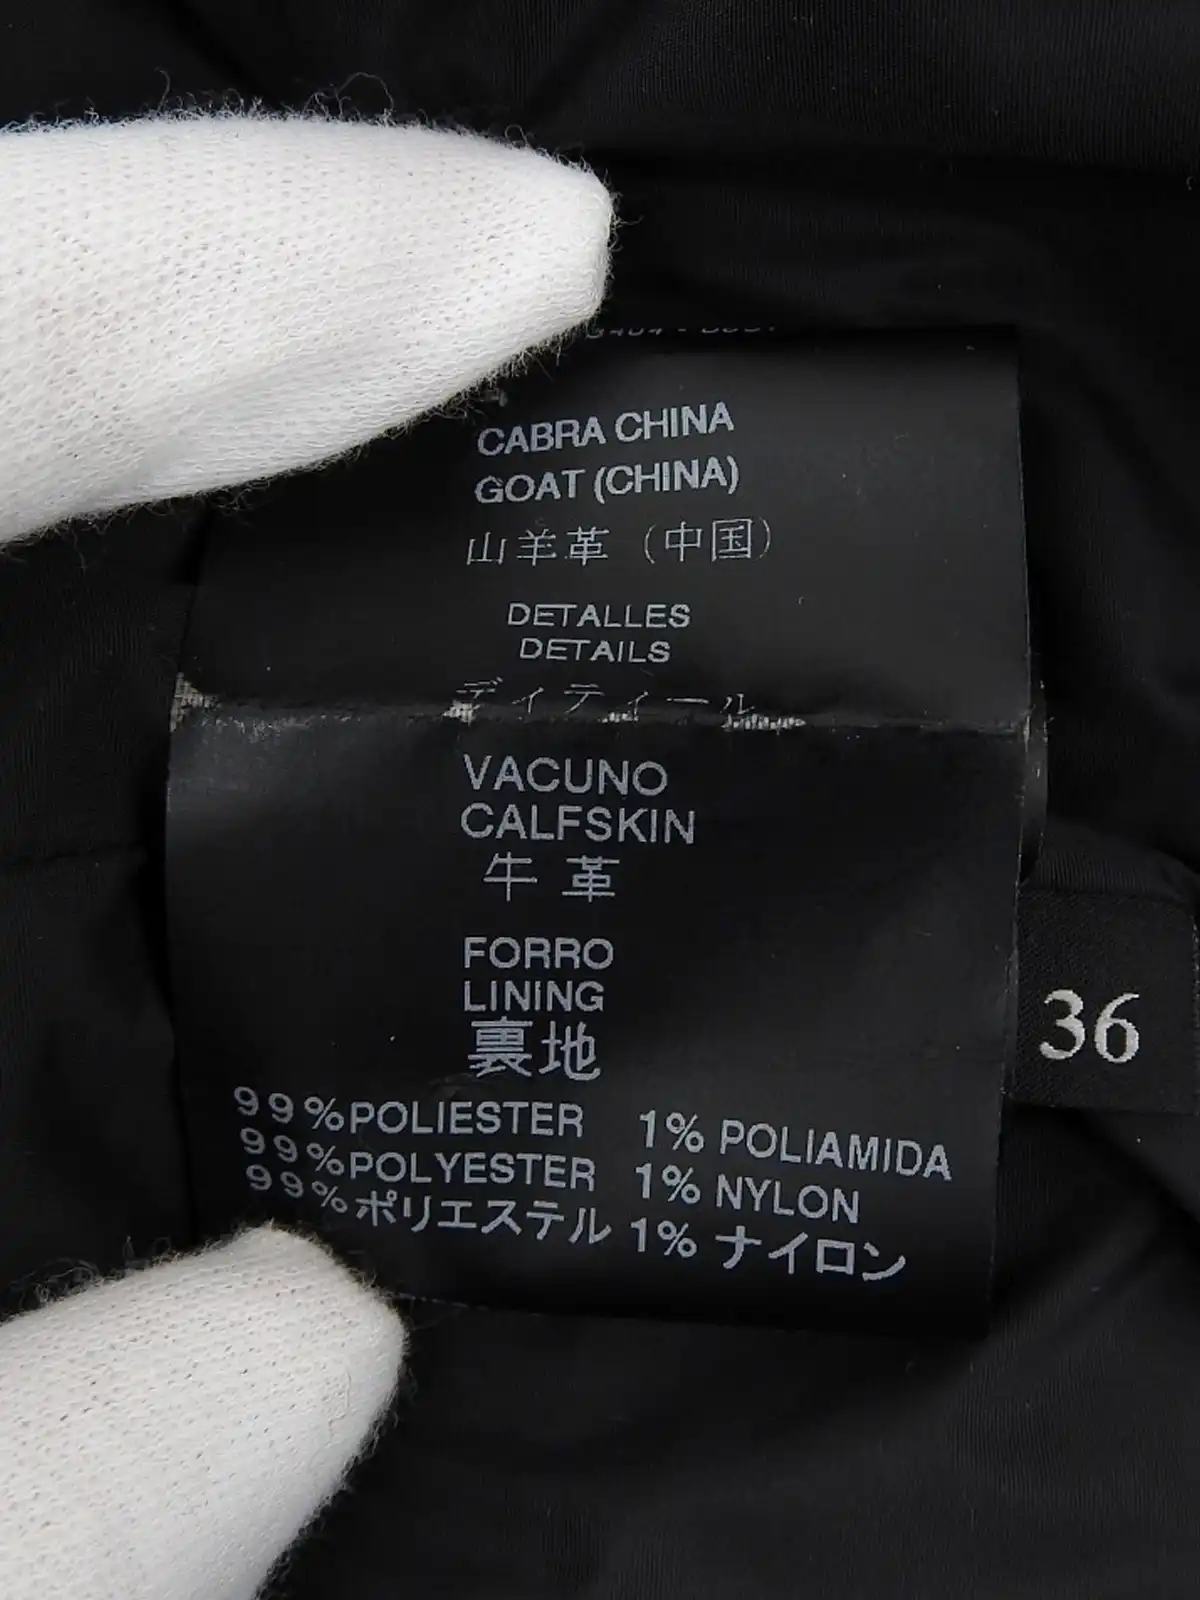 CABRA CHINA
GOAT (CHINA)
山羊革 (中国)
DETALLES
DETAILS
ディティール
VACUNO
CALFSKIN
牛革
FORRO
LINING
裏地
36
99%POLIESTER 1% POLIAMIDA
99%POLYESTER 1% NYLON
99%ポリエステル 1% ナイロン